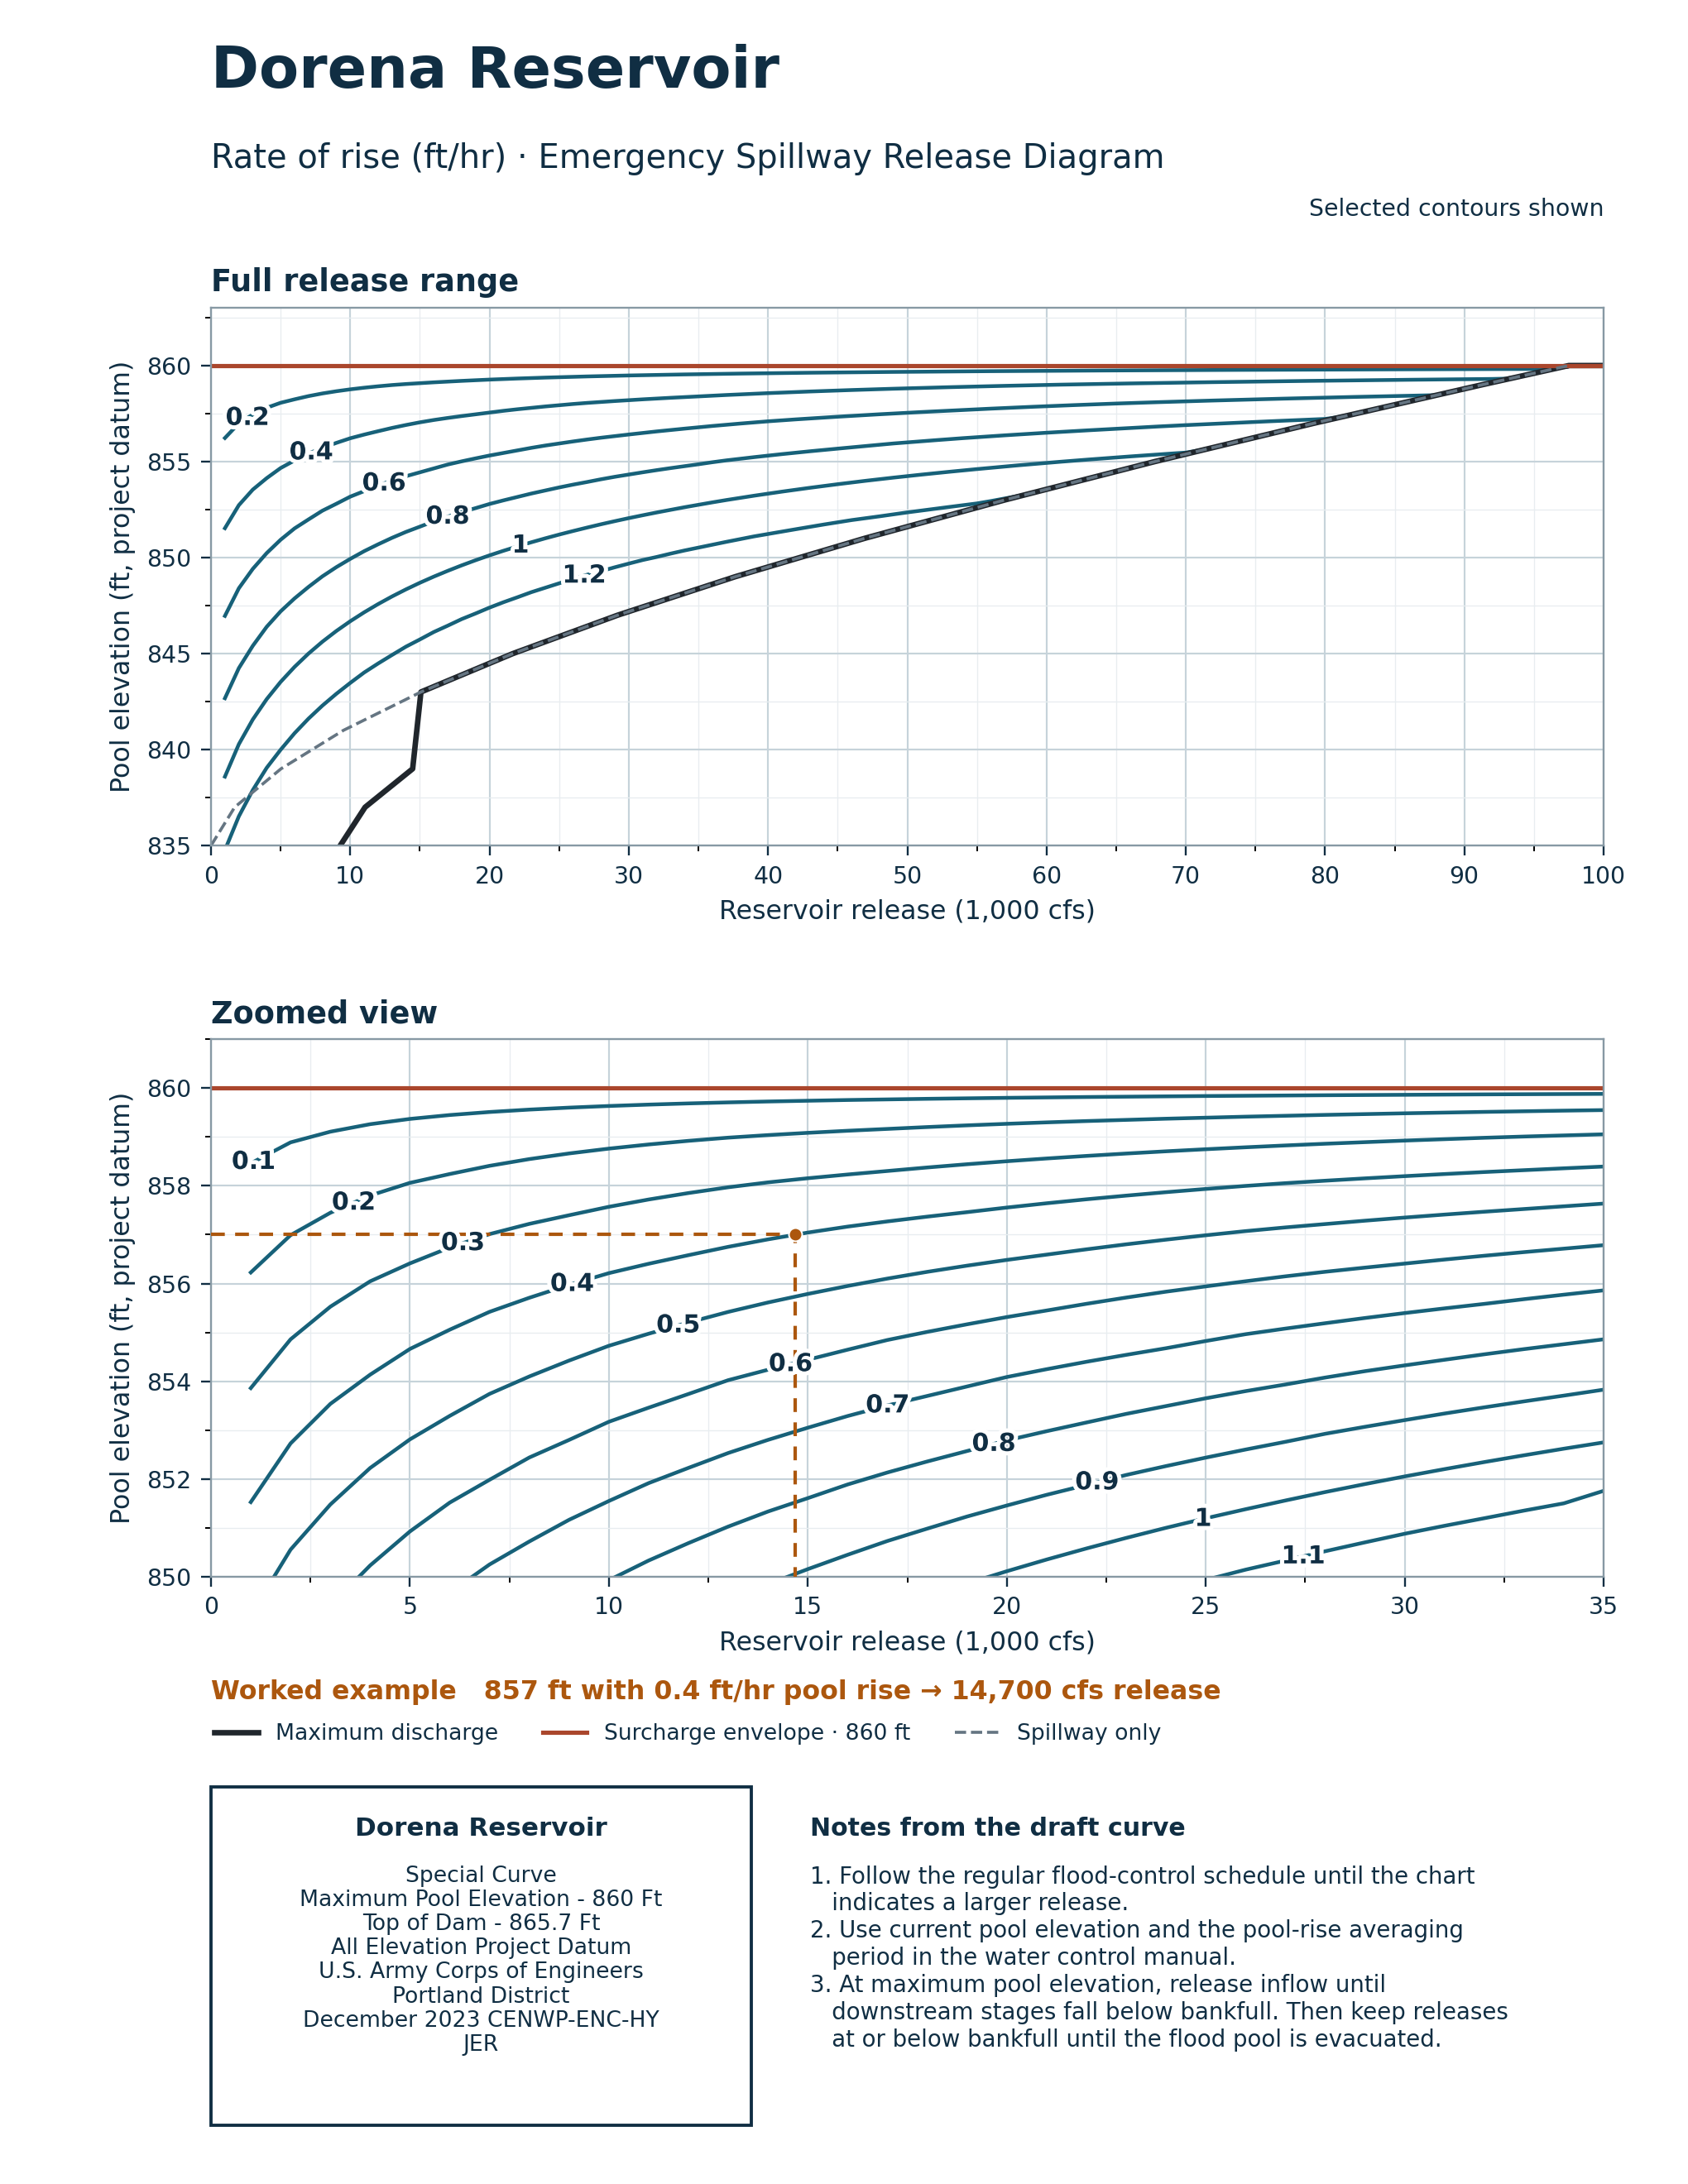 Dorena Reservoir
Rate of rise (ft/hr) · Emergency Spillway Release Diagram
Selected contours shown
Full release range
Pool elevation (ft, project datum)
860
855
850
845
840
835
0.2
0.4
0.6
0.8
1
1.2
0 10 20 30 40 50 60 70 80 90 100
Reservoir release (1,000 cfs)
Zoomed view
Pool elevation (ft, project datum)
860
858
856
854
852
850
0.1
0.2
0.3
0.4
0.5
0.6
0.7
0.8
0.9
1
1.1
0 5 10 15 20 25 30 35
Reservoir release (1,000 cfs)
Worked example 857 ft with 0.4 ft/hr pool rise → 14,700 cfs release
Maximum discharge Surcharge envelope · 860 ft Spillway only
Dorena Reservoir
Special Curve
Maximum Pool Elevation - 860 Ft
Top of Dam - 865.7 Ft
All Elevation Project Datum
U.S. Army Corps of Engineers
Portland District
December 2023 CENWP-ENC-HY
JER
Notes from the draft curve
1. Follow the regular flood-control schedule until the chart
indicates a larger release.
2. Use current pool elevation and the pool-rise averaging
period in the water control manual.
3. At maximum pool elevation, release inflow until
downstream stages fall below bankfull. Then keep releases
at or below bankfull until the flood pool is evacuated.